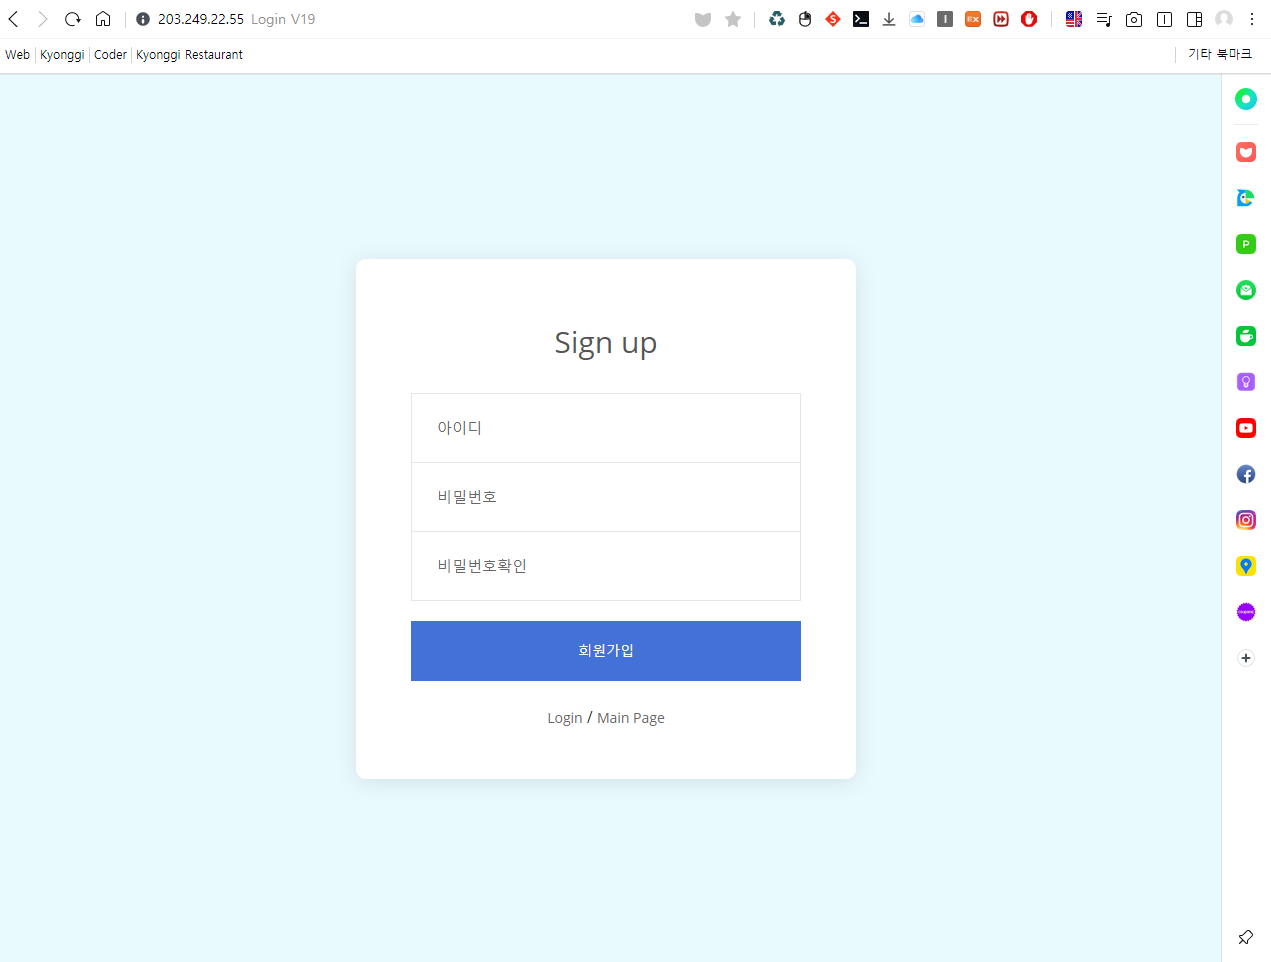 203.249.22.55 Login V19
Web Kyonggi Coder Kyonggi Restaurant 기타 북마크
Sign up
아이디
비밀번호
비밀번호확인
회원가입
Login / Main Page